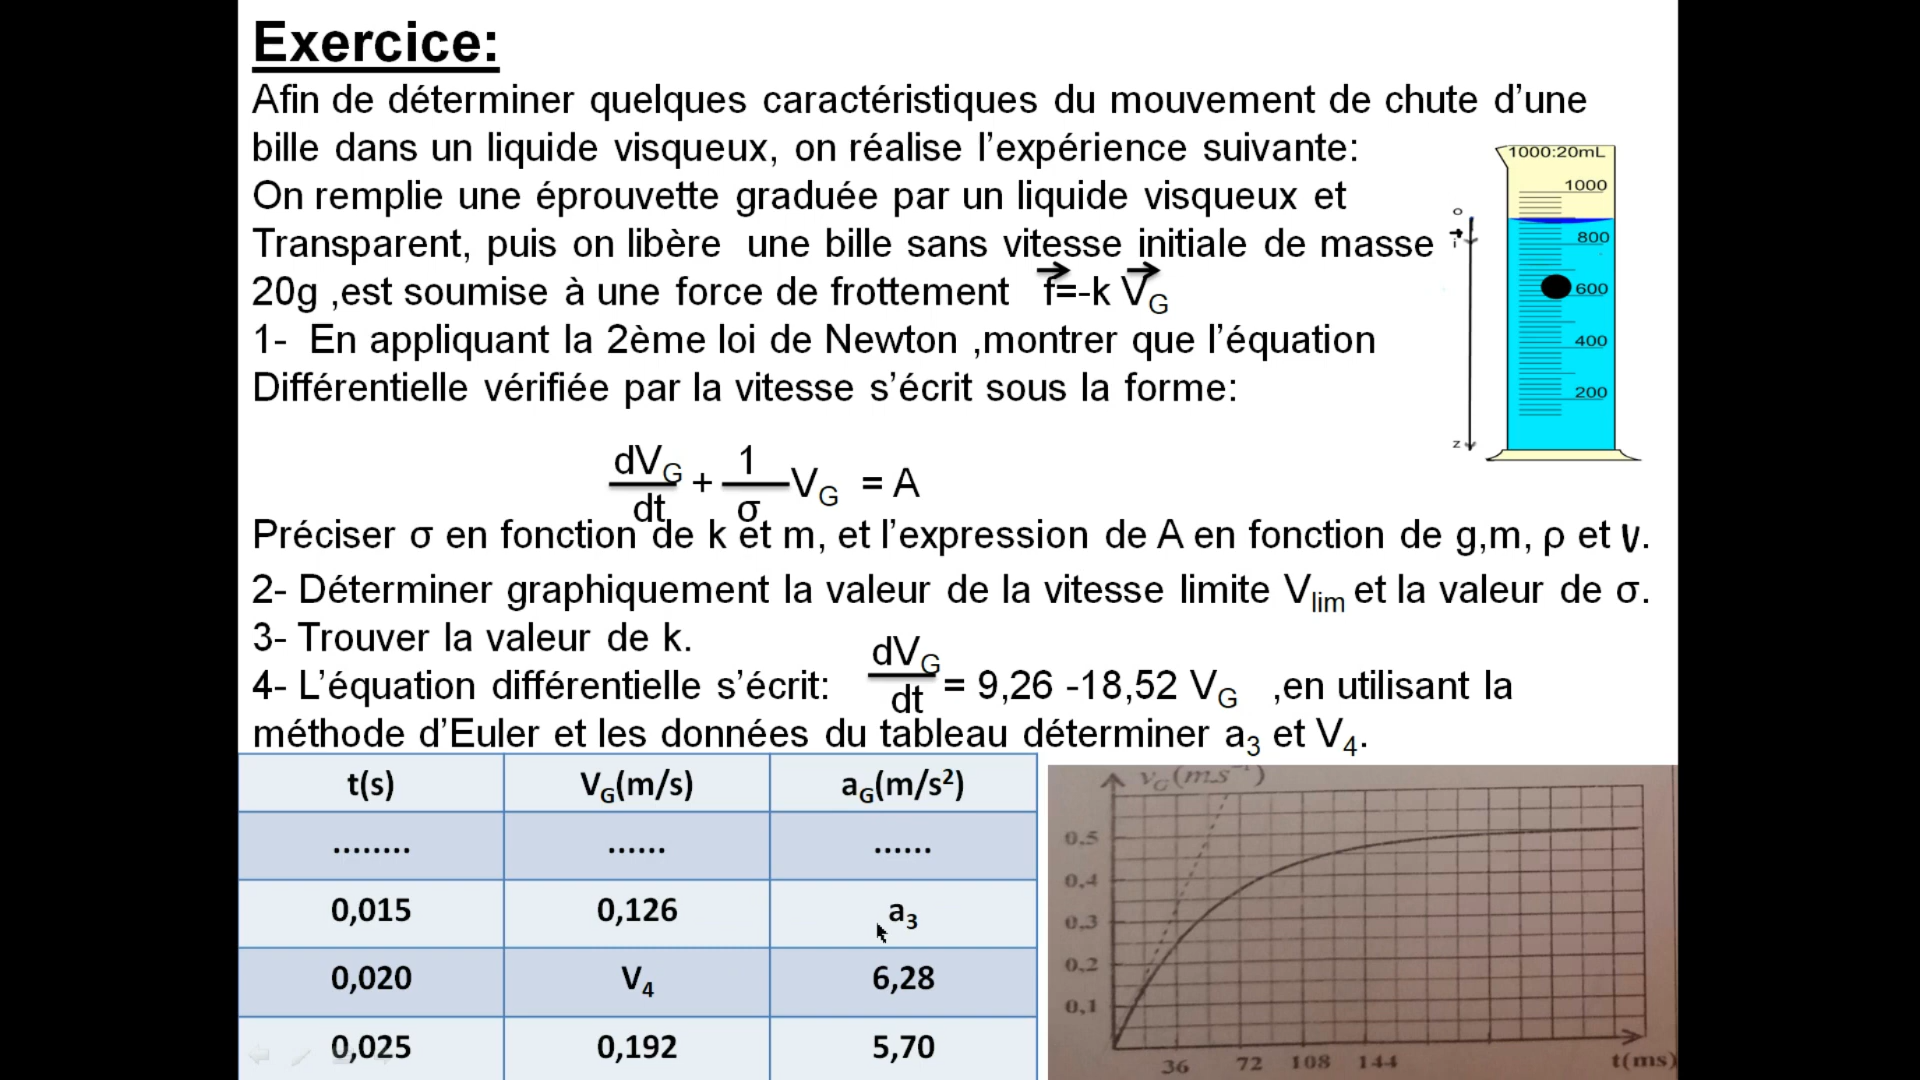 Exercice:
Afin de déterminer quelques caractéristiques du mouvement de chute d’une
bille dans un liquide visqueux, on réalise l’expérience suivante:
On remplie une éprouvette graduée par un liquide visqueux et
Transparent, puis on libère une bille sans vitesse initiale de masse
20g ,est soumise à une force de frottement f=-k VG
1- En appliquant la 2ème loi de Newton ,montrer que l’équation
Différentielle vérifiée par la vitesse s’écrit sous la forme:
dVG/dt + 1/σ VG = A
Préciser σ en fonction de k et m, et l’expression de A en fonction de g,m, ρ et V.
2- Déterminer graphiquement la valeur de la vitesse limite Vlim et la valeur de σ.
3- Trouver la valeur de k.
4- L’équation différentielle s’écrit: dVG/dt = 9,26 -18,52 VG ,en utilisant la
méthode d’Euler et les données du tableau déterminer a3 et V4.
1000:20mL
1000
800
600
400
200
o
i
z
t(s) VG(m/s) aG(m/s²)
........ ...... ......
0,015 0,126 a3
0,020 V4 6,28
0,025 0,192 5,70
vG(m.s⁻¹)
0,5
0,4
0,3
0,2
0,1
36 72 108 144 t(ms)